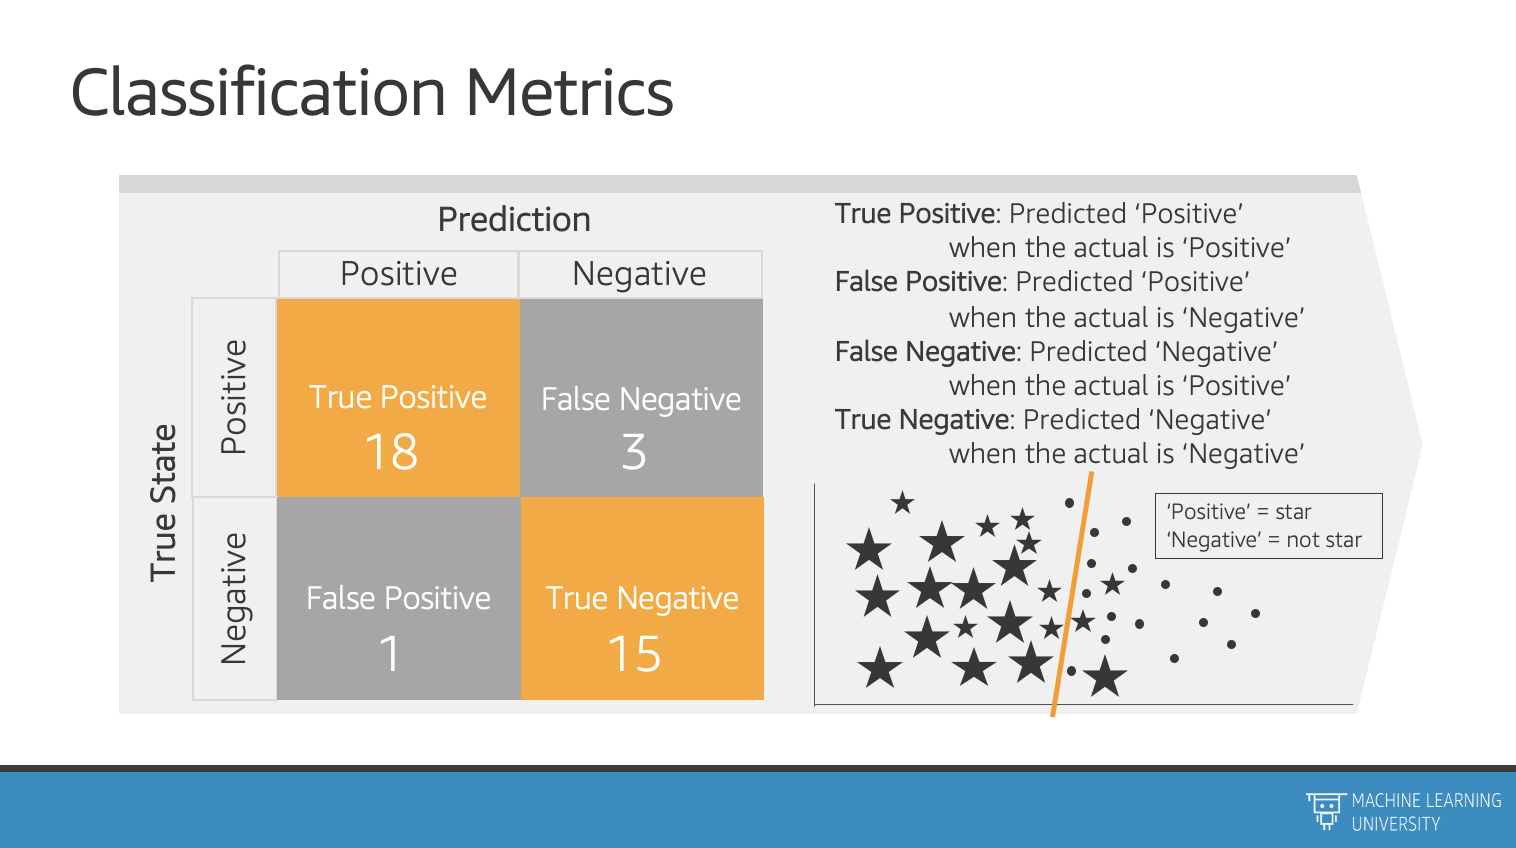 Classification Metrics
Prediction
Positive
Negative
True State
Positive
Negative
True Positive
18
False Negative
3
False Positive
1
True Negative
15
True Positive: Predicted ‘Positive’
when the actual is ‘Positive’
False Positive: Predicted ‘Positive’
when the actual is ‘Negative’
False Negative: Predicted ‘Negative’
when the actual is ‘Positive’
True Negative: Predicted ‘Negative’
when the actual is ‘Negative’
‘Positive’ = star
‘Negative’ = not star
MACHINE LEARNING
UNIVERSITY